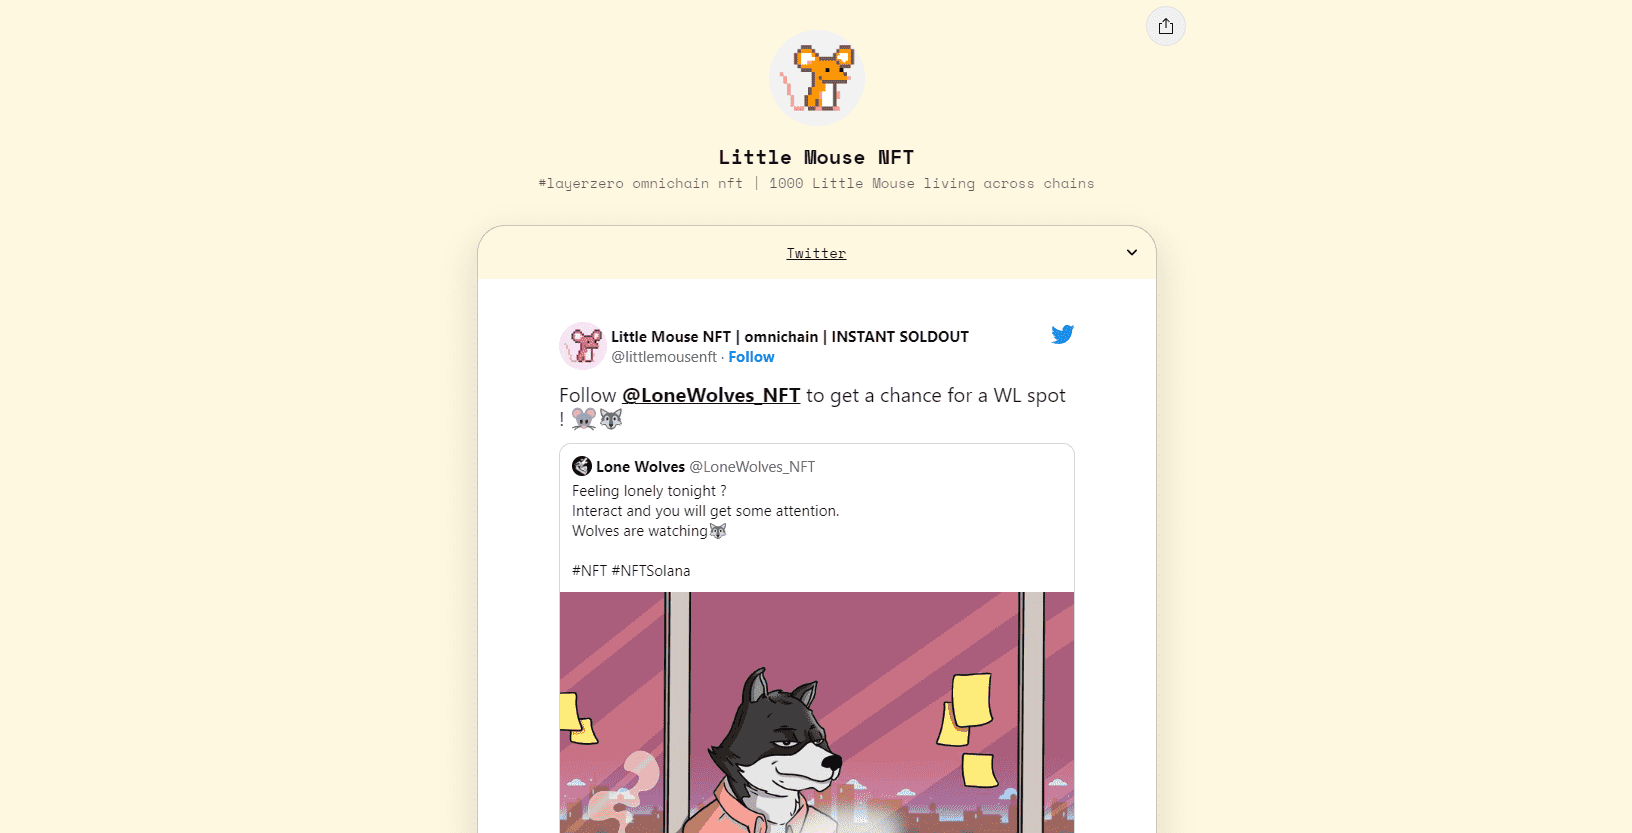 Little Mouse NFT
#layerzero omnichain nft | 1000 Little Mouse living across chains
Twitter
Little Mouse NFT | omnichain | INSTANT SOLDOUT
@littlemousenft · Follow
Follow @LoneWolves_NFT to get a chance for a WL spot
! 🐭🐺
Lone Wolves @LoneWolves_NFT
Feeling lonely tonight ?
Interact and you will get some attention.
Wolves are watching🐺
#NFT #NFTSolana